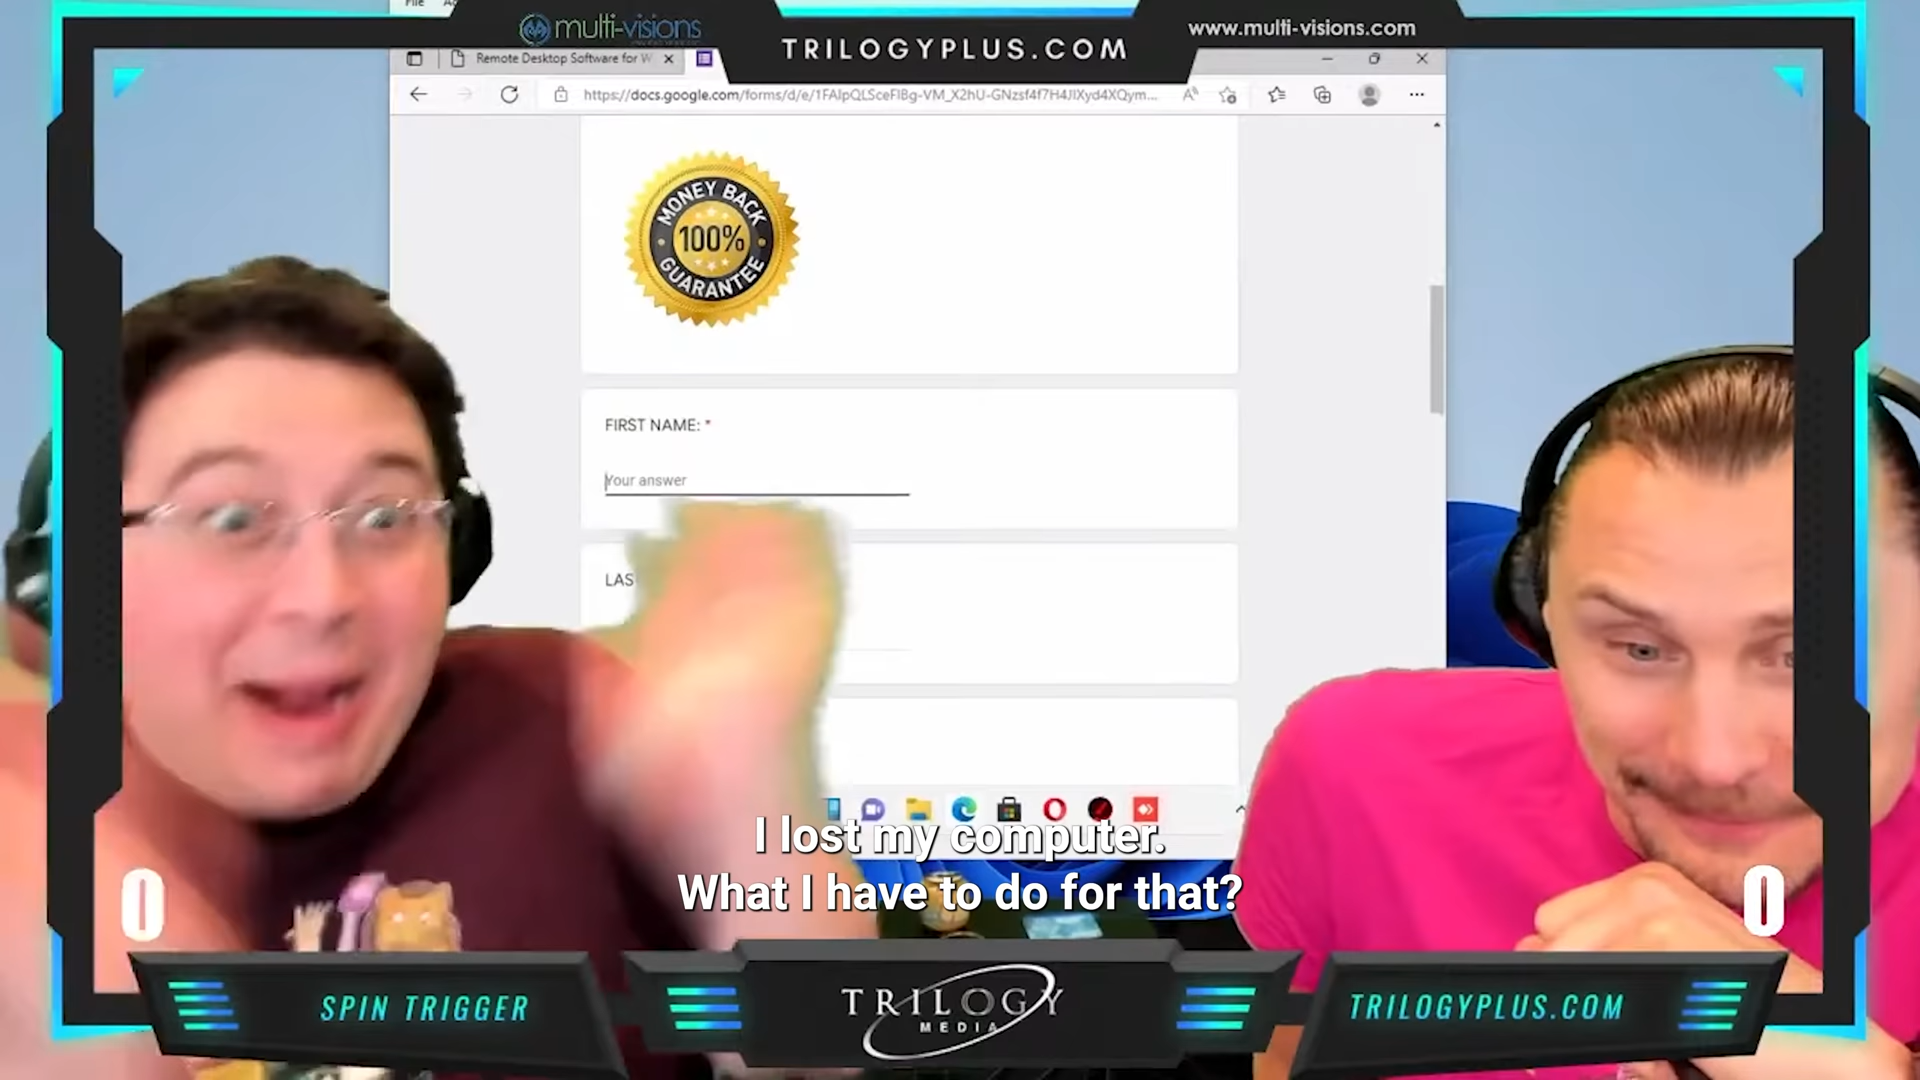 File
multi-visions
TRILOGYPLUS.COM
www.multi-visions.com
Remote Desktop Software for W
https://docs.google.com/forms/d/e/1FAIpQLSceFIBg-VM_X2hU-GNzsf4f7H4JIXyd4XQym...
MONEY BACK
100%
GUARANTEE
FIRST NAME: *
Your answer
LAS
I lost my computer.
What I have to do for that?
0
0
SPIN TRIGGER
TRILOGY
MEDIA
TRILOGYPLUS.COM